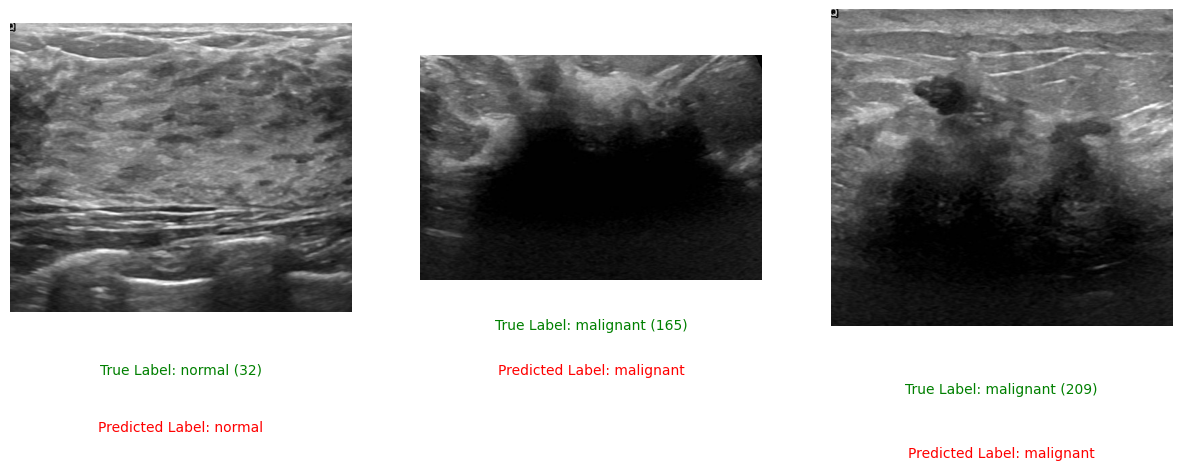 True Label: normal (32)
Predicted Label: normal
True Label: malignant (165)
Predicted Label: malignant
True Label: malignant (209)
Predicted Label: malignant